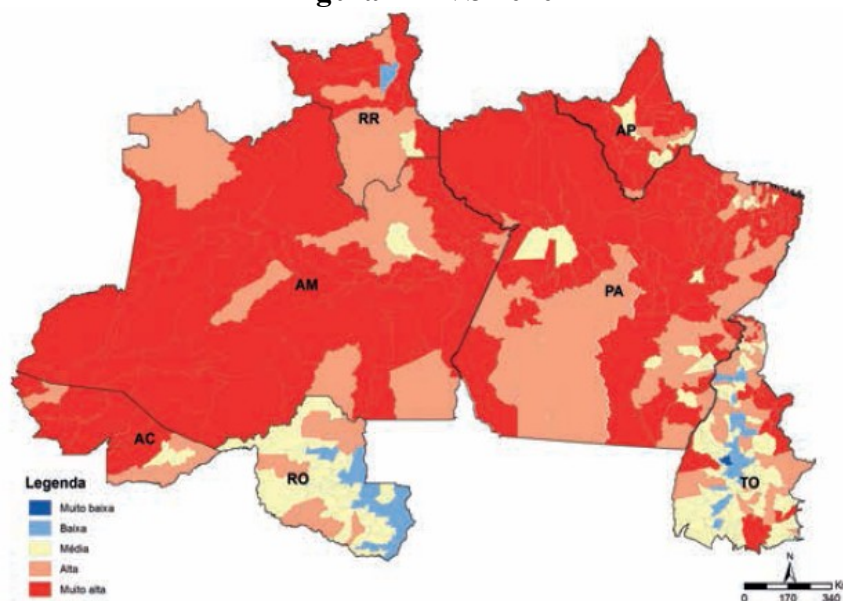 RR
AP
AM
PA
AC
RO
TO
Legenda
Muito baixa
Baixa
Média
Alta
Muito alta
N
0 170 340